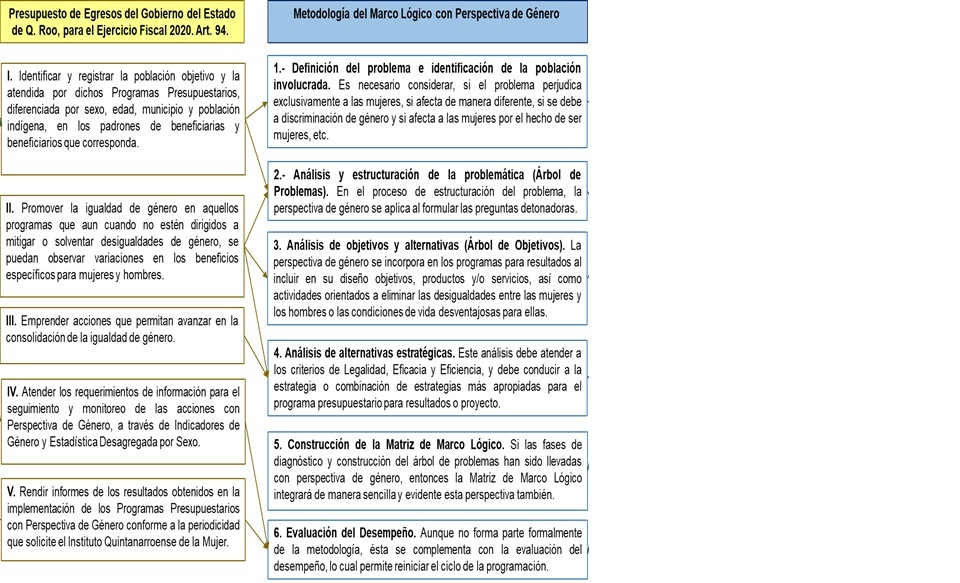 Presupuesto de Egresos del Gobierno del Estado
de Q. Roo, para el Ejercicio Fiscal 2020. Art. 94.
I. Identificar y registrar la población objetivo y la
atendida por dichos Programas Presupuestarios,
diferenciada por sexo, edad, municipio y población
indígena, en los padrones de beneficiarias y
beneficiarios que corresponda.
II. Promover la igualdad de género en aquellos
programas que aun cuando no estén dirigidos a
mitigar o solventar desigualdades de género, se
puedan observar variaciones en los beneficios
específicos para mujeres y hombres.
III. Emprender acciones que permitan avanzar en la
consolidación de la igualdad de género.
IV. Atender los requerimientos de información para el
seguimiento y monitoreo de las acciones con
Perspectiva de Género, a través de Indicadores de
Género y Estadística Desagregada por Sexo.
V. Rendir informes de los resultados obtenidos en la
implementación de los Programas Presupuestarios
con Perspectiva de Género conforme a la periodicidad
que solicite el Instituto Quintanarroense de la Mujer.
Metodología del Marco Lógico con Perspectiva de Género
1.- Definición del problema e identificación de la población
involucrada. Es necesario considerar, si el problema perjudica
exclusivamente a las mujeres, si afecta de manera diferente, si se debe
a discriminación de género y si afecta a las mujeres por el hecho de ser
mujeres, etc.
2.- Análisis y estructuración de la problemática (Árbol de
Problemas). En el proceso de estructuración del problema, la
perspectiva de género se aplica al formular las preguntas detonadoras.
3. Análisis de objetivos y alternativas (Árbol de Objetivos). La
perspectiva de género se incorpora en los programas para resultados al
incluir en su diseño objetivos, productos y/o servicios, así como
actividades orientados a eliminar las desigualdades entre las mujeres y
los hombres o las condiciones de vida desventajosas para ellas.
4. Análisis de alternativas estratégicas. Este análisis debe atender a
los criterios de Legalidad, Eficacia y Eficiencia, y debe conducir a la
estrategia o combinación de estrategias más apropiadas para el
programa presupuestario para resultados o proyecto.
5. Construcción de la Matriz de Marco Lógico. Si las fases de
diagnóstico y construcción del árbol de problemas han sido llevadas
con perspectiva de género, entonces la Matriz de Marco Lógico
integrará de manera sencilla y evidente esta perspectiva también.
6. Evaluación del Desempeño. Aunque no forma parte formalmente
de la metodología, ésta se complementa con la evaluación del
desempeño, lo cual permite reiniciar el ciclo de la programación.